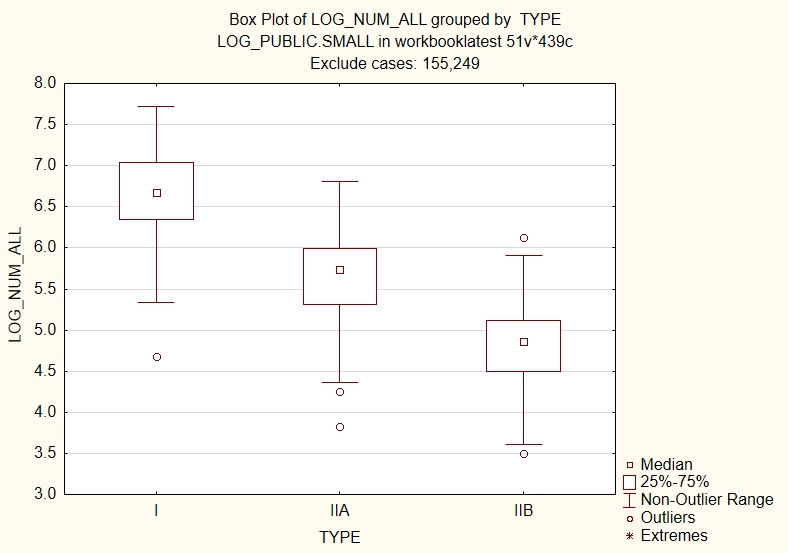 Box Plot of LOG_NUM_ALL grouped by  TYPE
LOG_PUBLIC.SMALL in workbooklatest 51v*439c
Exclude cases: 155,249
8.0
7.5
7.0
6.5
6.0
5.5
5.0
4.5
4.0
3.5
3.0
LOG_NUM_ALL
I IIA IIB
TYPE
Median
25%-75%
Non-Outlier Range
Outliers
Extremes